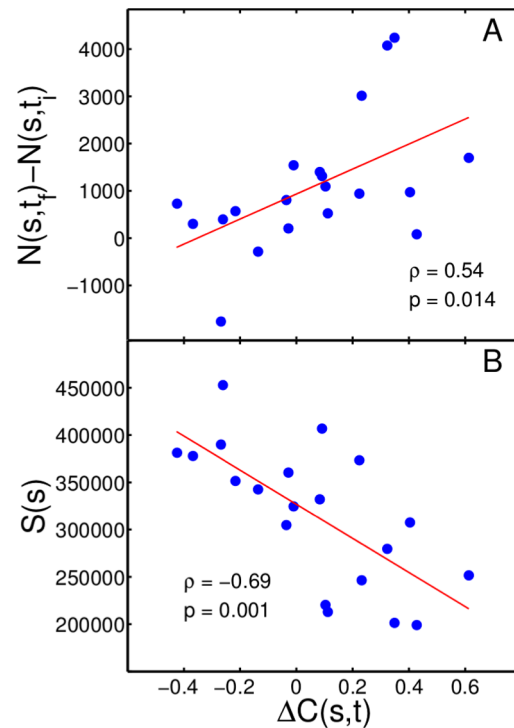 A
N(s,t_f)−N(s,t_i)
4000
3000
2000
1000
0
−1000
ρ = 0.54
p = 0.014
B
S(s)
450000
400000
350000
300000
250000
200000
ρ = −0.69
p = 0.001
−0.4 −0.2 0 0.2 0.4 0.6
ΔC(s,t)